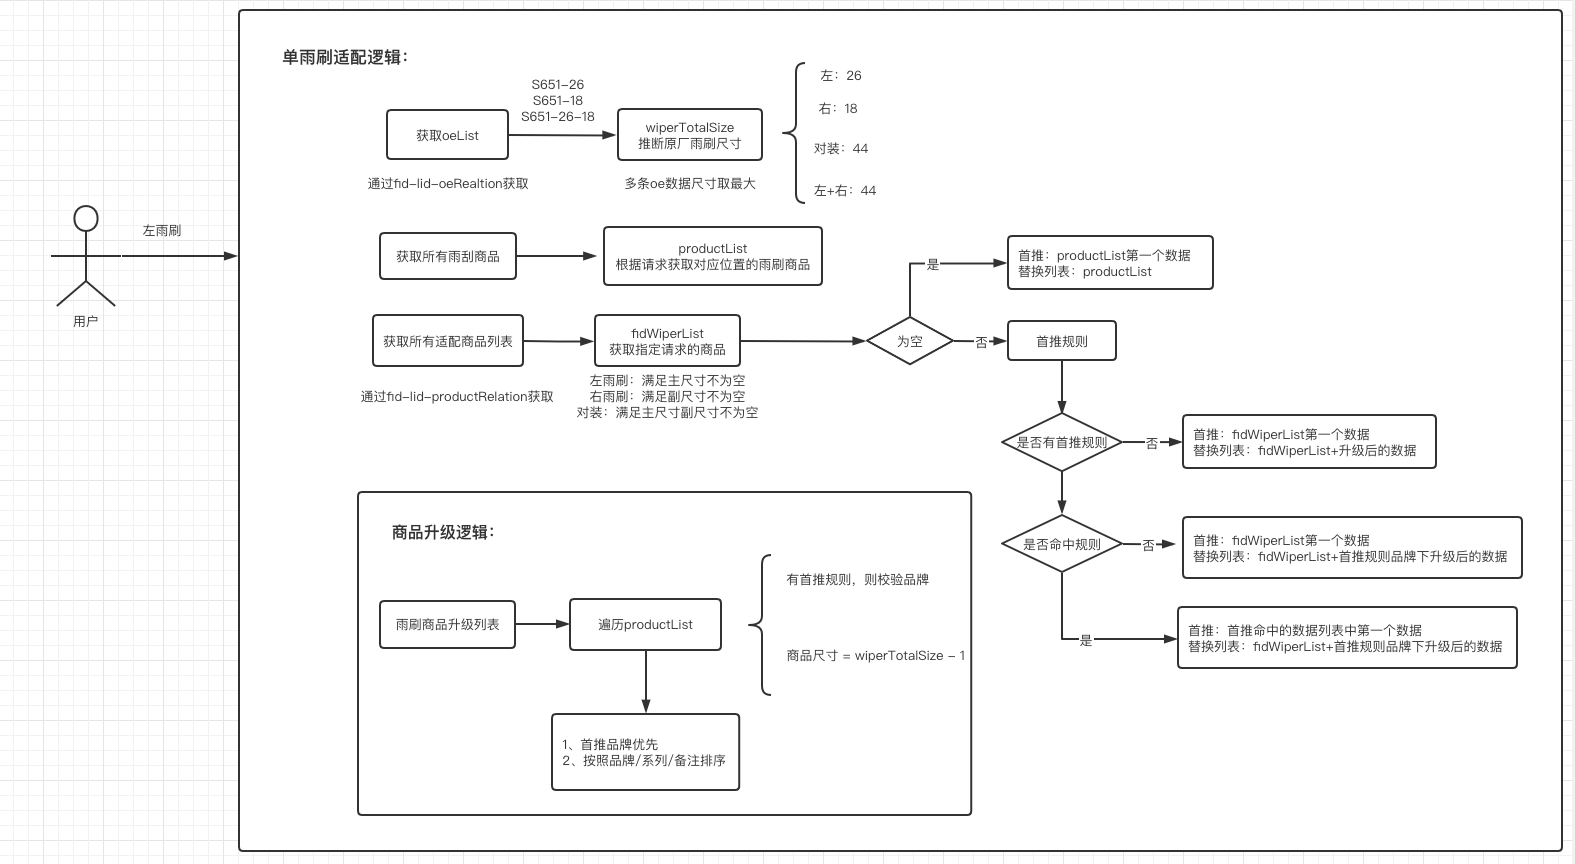 单雨刷适配逻辑：
S651-26
S651-18
S651-26-18
获取oeList
wiperTotalSize
推断原厂雨刷尺寸
左：26
右：18
对装：44
左+右：44
通过fid-lid-oeRealtion获取
多条oe数据尺寸取最大
左雨刷
用户
获取所有雨刮商品
productList
根据请求获取对应位置的雨刷商品
是
首推：productList第一个数据
替换列表：productList
获取所有适配商品列表
fidWiperList
获取指定请求的商品
为空
否
首推规则
通过fid-lid-productRelation获取
左雨刷：满足主尺寸不为空
右雨刷：满足副尺寸不为空
对装：满足主尺寸副尺寸不为空
是否有首推规则
否
首推：fidWiperList第一个数据
替换列表：fidWiperList+升级后的数据
是否命中规则
否
首推：fidWiperList第一个数据
替换列表：fidWiperList+首推规则品牌下升级后的数据
是
首推：首推命中的数据列表中第一个数据
替换列表：fidWiperList+首推规则品牌下升级后的数据
商品升级逻辑：
雨刷商品升级列表
遍历productList
有首推规则，则校验品牌
商品尺寸 = wiperTotalSize - 1
1、首推品牌优先
2、按照品牌/系列/备注排序